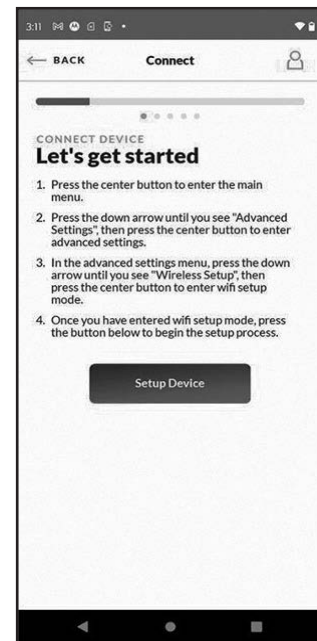 3:11
BACK Connect
CONNECT DEVICE
Let's get started
1. Press the center button to enter the main
menu.
2. Press the down arrow until you see "Advanced
Settings", then press the center button to enter
advanced settings.
3. In the advanced settings menu, press the down
arrow until you see "Wireless Setup", then
press the center button to enter wifi setup
mode.
4. Once you have entered wifi setup mode, press
the button below to begin the setup process.
Setup Device